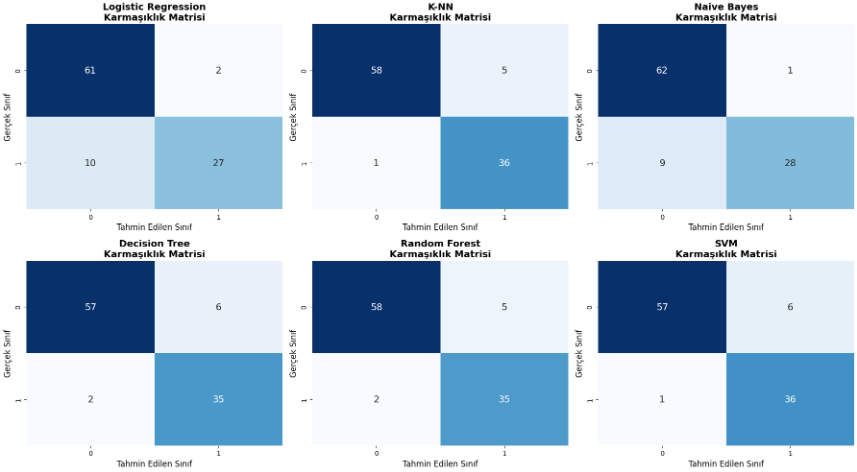 Logistic Regression
Karmaşıklık Matrisi
0
61
2
Gerçek Sınıf
1
10
27
0
1
Tahmin Edilen Sınıf
K-NN
Karmaşıklık Matrisi
0
58
5
Gerçek Sınıf
1
1
36
0
1
Tahmin Edilen Sınıf
Naive Bayes
Karmaşıklık Matrisi
0
62
1
Gerçek Sınıf
1
9
28
0
1
Tahmin Edilen Sınıf
Decision Tree
Karmaşıklık Matrisi
0
57
6
Gerçek Sınıf
1
2
35
0
1
Tahmin Edilen Sınıf
Random Forest
Karmaşıklık Matrisi
0
58
5
Gerçek Sınıf
1
2
35
0
1
Tahmin Edilen Sınıf
SVM
Karmaşıklık Matrisi
0
57
6
Gerçek Sınıf
1
1
36
0
1
Tahmin Edilen Sınıf